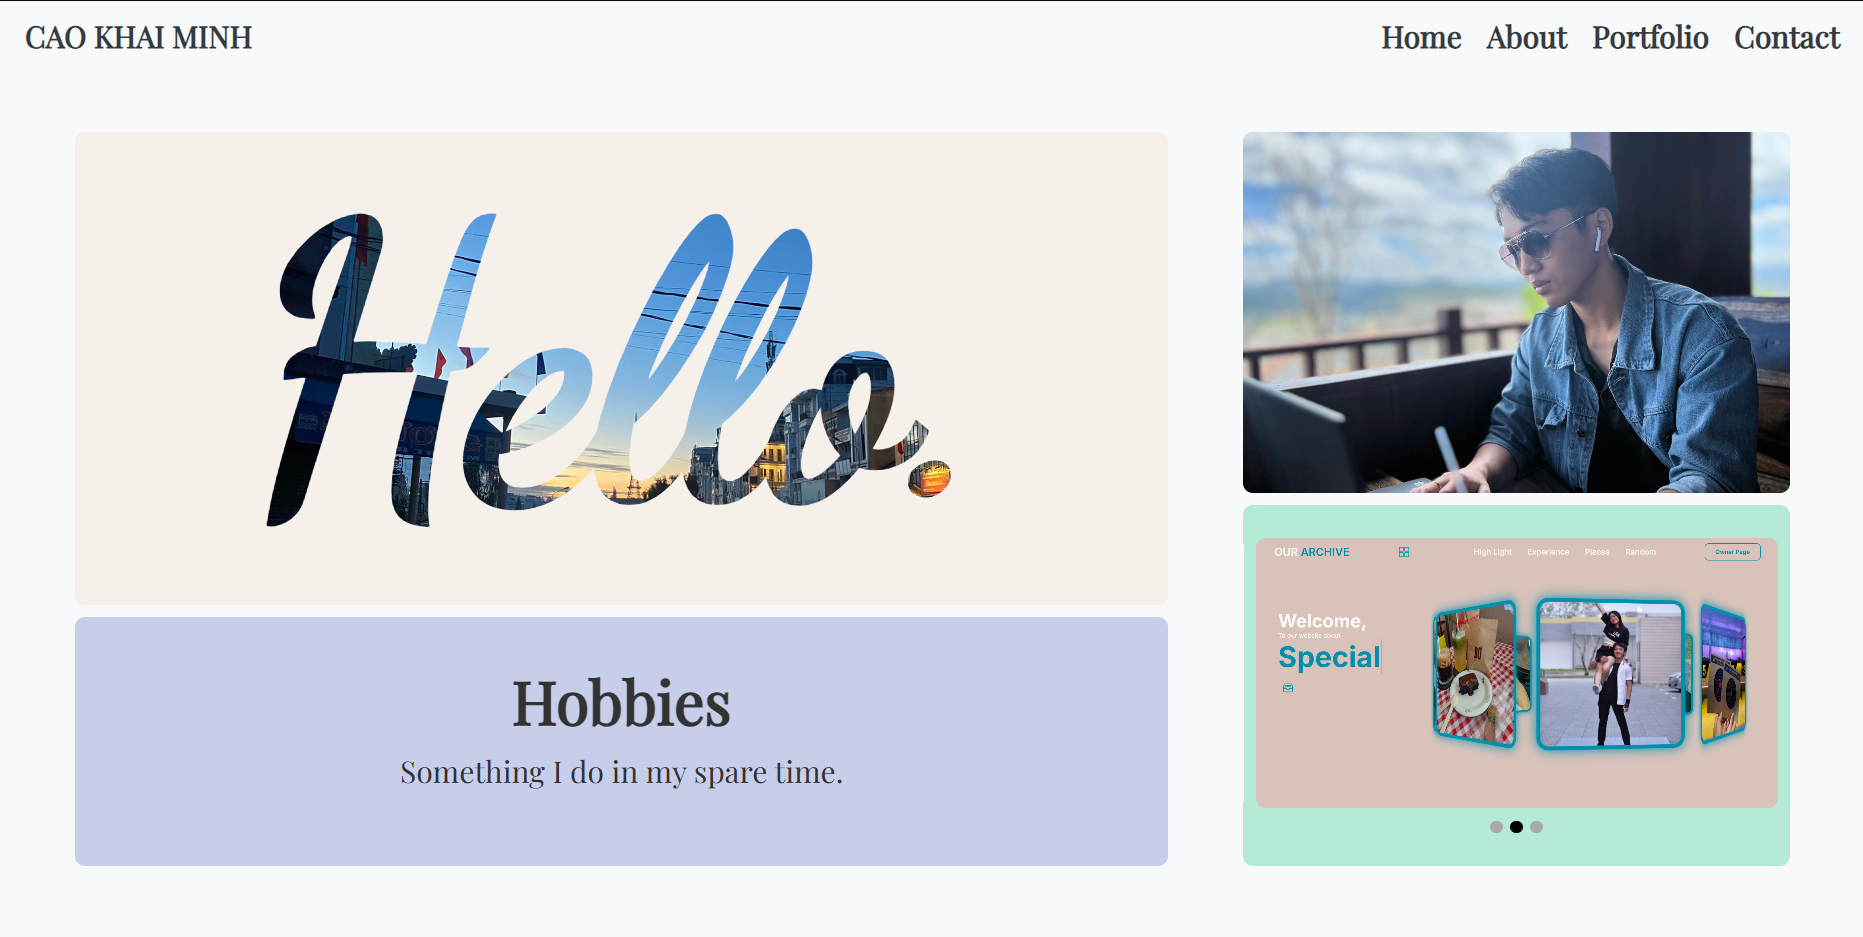 CAO KHAI MINH
Home About Portfolio Contact
Hello.
Hobbies
Something I do in my spare time.
OUR ARCHIVE
High Light Experience Places Random
Owner Page
Welcome,
To our website about
Special